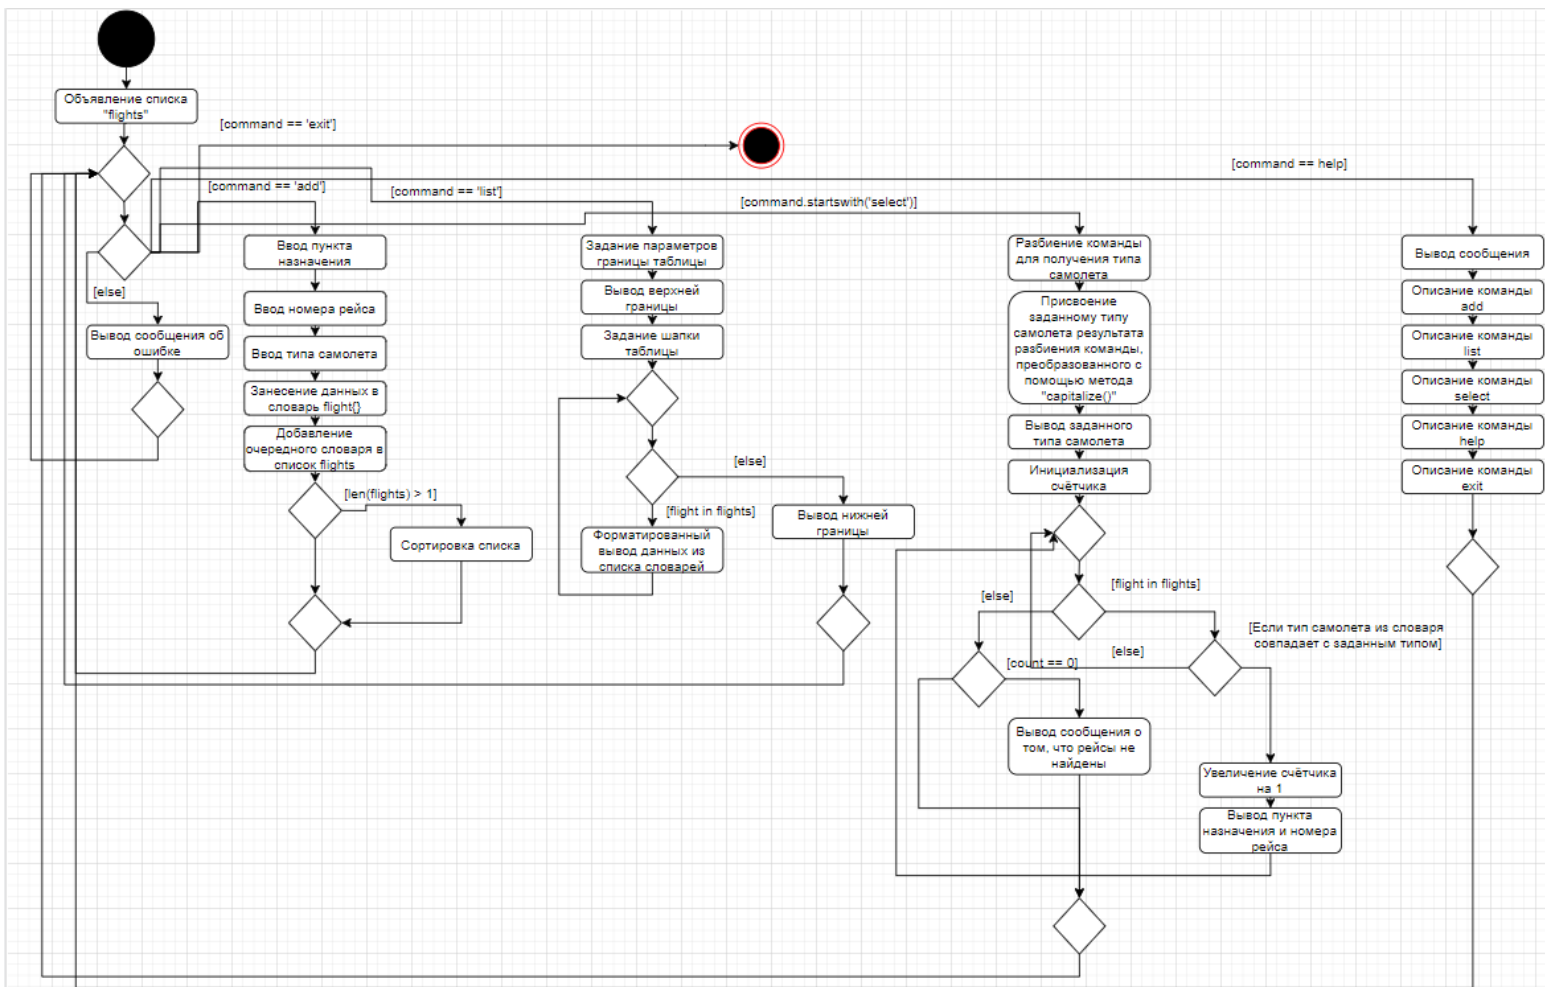 Объявление списка
"flights"
[command == 'exit']
[command == 'add']
[command == 'list']
[command.startswith('select')]
[command == help]
[else]
Вывод сообщения об
ошибке
Ввод пункта
назначения
Ввод номера рейса
Ввод типа самолета
Занесение данных в
словарь flight{}
Добавление
очередного словаря в
список flights
[len(flights) > 1]
Сортировка списка
Задание параметров
границы таблицы
Вывод верхней
границы
Задание шапки
таблицы
[else]
[flight in flights]
Форматированный
вывод данных из
списка словарей
Вывод нижней
границы
Разбиение команды
для получения типа
самолета
Присвоение
заданному типу
самолета результата
разбиения команды,
преобразованного с
помощью метода
"capitalize()"
Вывод заданного
типа самолета
Инициализация
счётчика
[flight in flights]
[else]
[Если тип самолета из словаря
совпадает с заданным типом]
[else]
[count == 0]
Вывод сообщения о
том, что рейсы не
найдены
Увеличение счётчика
на 1
Вывод пункта
назначения и номера
рейса
Вывод сообщения
Описание команды
add
Описание команды
list
Описание команды
select
Описание команды
help
Описание команды
exit